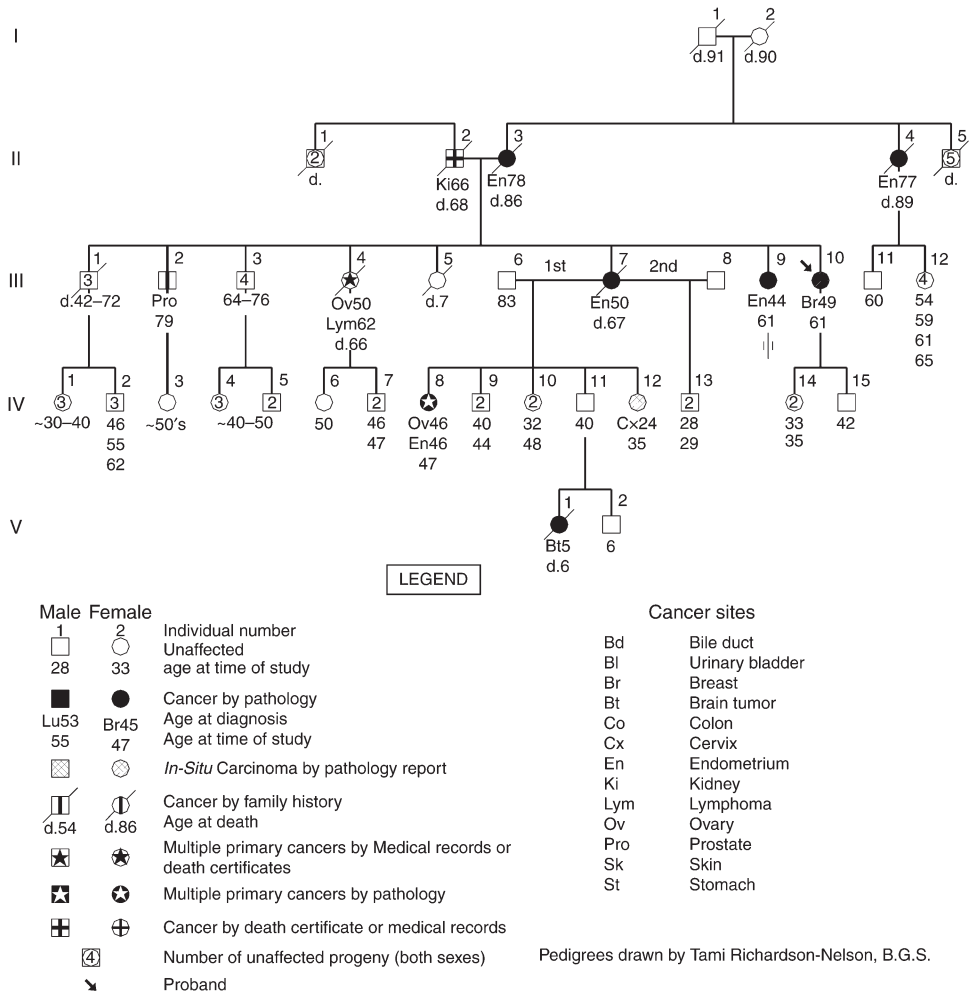 I
1 2
d.91 d.90
II
1 2 3 4 5
2 5
d. Ki66 En78 En77 d.
d.68 d.86 d.89
III
1 2 3 4 5 6 7 8 9 10 11 12
1st 2nd
3 4 4
d.42–72 Pro 64–76 Ov50 d.7 83 En50 En44 Br49 60 54
79 Lym62 d.67 61 61 59
d.66 61
65
IV
1 2 3 4 5 6 7 8 9 10 11 12 13 14 15
3 3 3 2 2 2 2 2 2
~30–40 46 ~50's ~40–50 50 46 Ov46 40 32 40 Cx24 28 33 42
55 47 En46 44 48 35 29 35
62 47
V
1 2
Bt5 6
d.6
LEGEND
Male Female
1 2 Individual number
Unaffected
28 33 age at time of study
Cancer by pathology
Lu53 Br45 Age at diagnosis
55 47 Age at time of study
In-Situ Carcinoma by pathology report
Cancer by family history
d.54 d.86 Age at death
Multiple primary cancers by Medical records or
death certificates
Multiple primary cancers by pathology
Cancer by death certificate or medical records
4 Number of unaffected progeny (both sexes)
Proband
Cancer sites
Bd Bile duct
Bl Urinary bladder
Br Breast
Bt Brain tumor
Co Colon
Cx Cervix
En Endometrium
Ki Kidney
Lym Lymphoma
Ov Ovary
Pro Prostate
Sk Skin
St Stomach
Pedigrees drawn by Tami Richardson-Nelson, B.G.S.